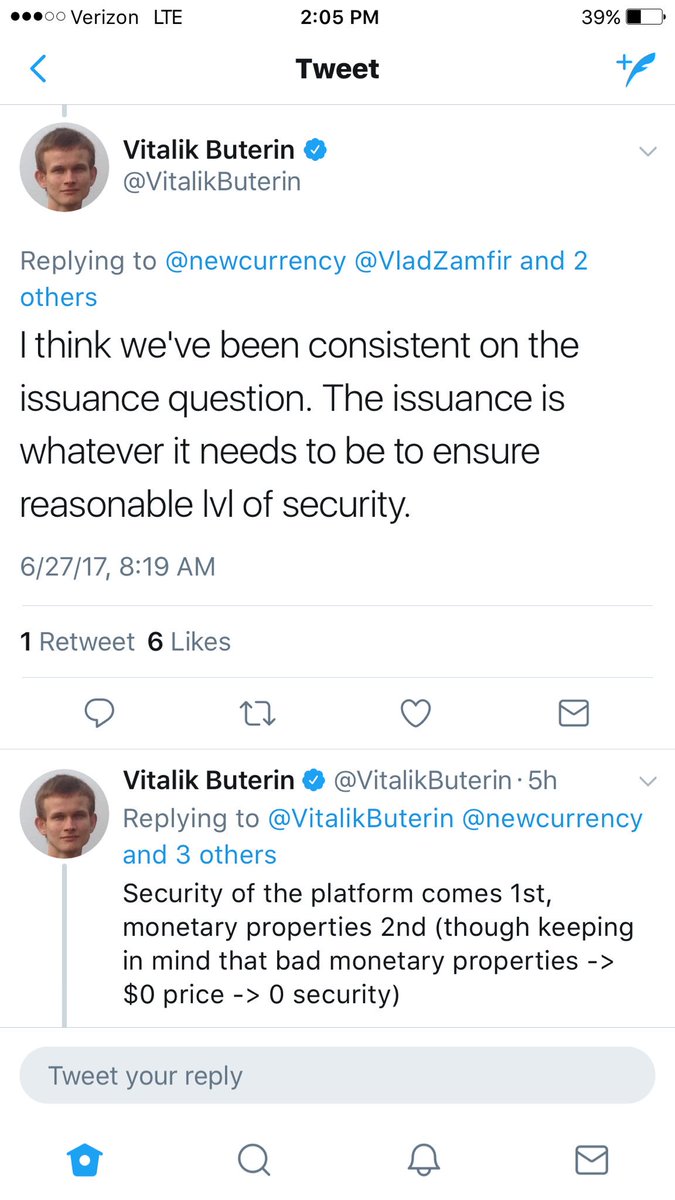 Verizon LTE 2:05 PM 39%
Tweet
Vitalik Buterin
@VitalikButerin
Replying to @newcurrency @VladZamfir and 2
others
I think we've been consistent on the
issuance question. The issuance is
whatever it needs to be to ensure
reasonable lvl of security.
6/27/17, 8:19 AM
1 Retweet 6 Likes
Vitalik Buterin @VitalikButerin · 5h
Replying to @VitalikButerin @newcurrency
and 3 others
Security of the platform comes 1st,
monetary properties 2nd (though keeping
in mind that bad monetary properties ->
$0 price -> 0 security)
Tweet your reply